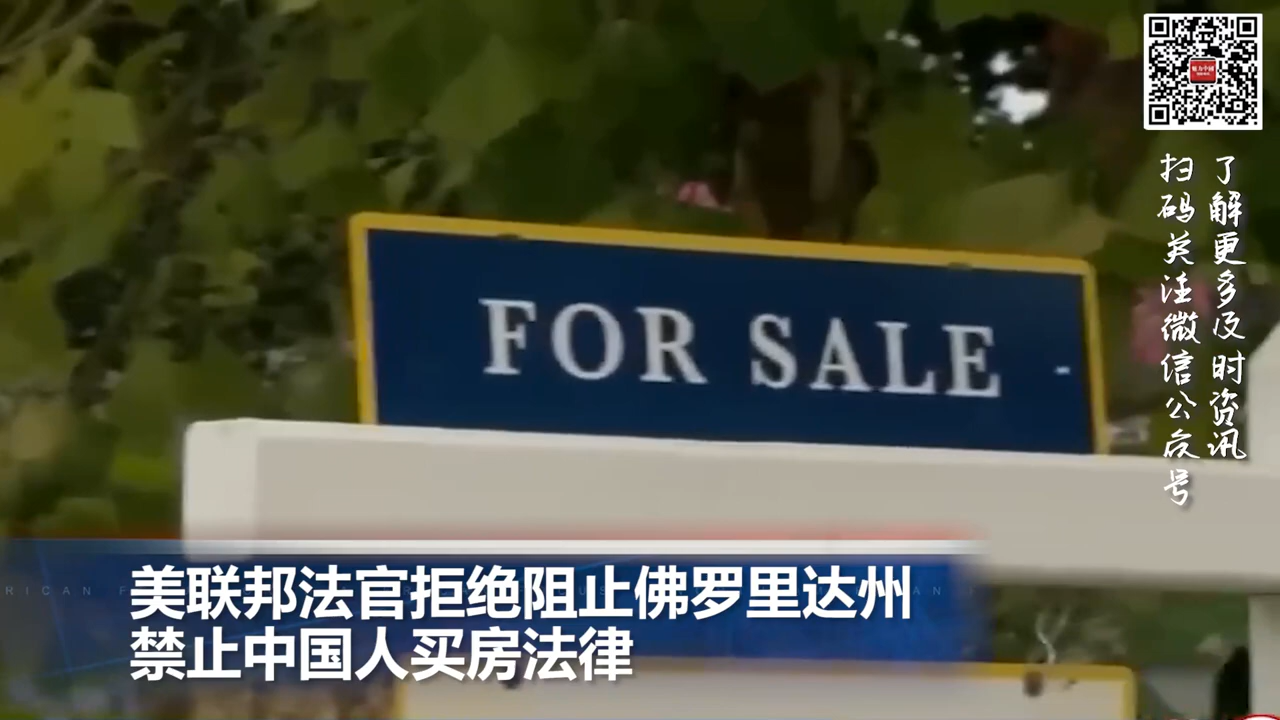 FOR SALE
了解更多及时资讯
扫码关注微信公众号
美联邦法官拒绝阻止佛罗里达州
禁止中国人买房法律